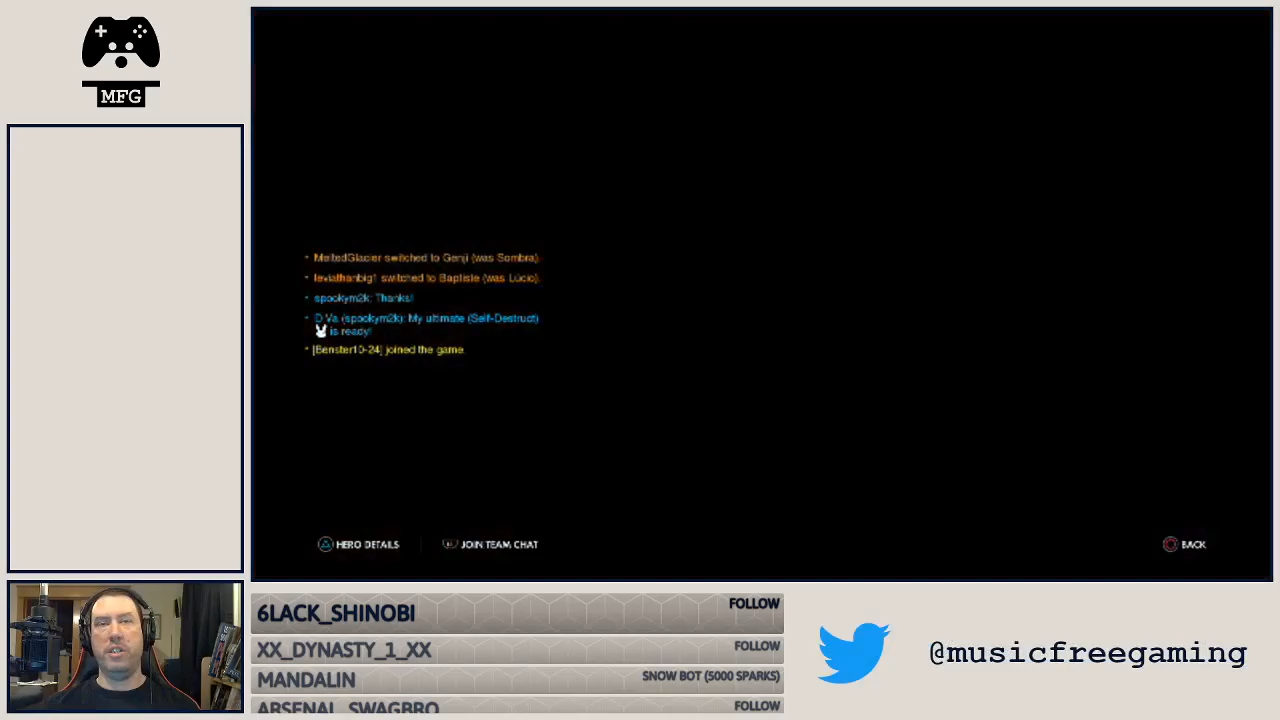 MFG
MeltedGlacier switched to Genji (was Sombra).
leviathanbig1 switched to Baptiste (was Lúcio).
spookym2k: Thanks!
D.Va (spookym2k): My ultimate (Self-Destruct)
is ready!
[Benster10-24] joined the game.
HERO DETAILS
JOIN TEAM CHAT
BACK
6LACK_SHINOBI FOLLOW
XX_DYNASTY_1_XX FOLLOW
MANDALIN SNOW BOT (5000 SPARKS)
ARSENAL_SWAGBRO FOLLOW
@musicfreegaming